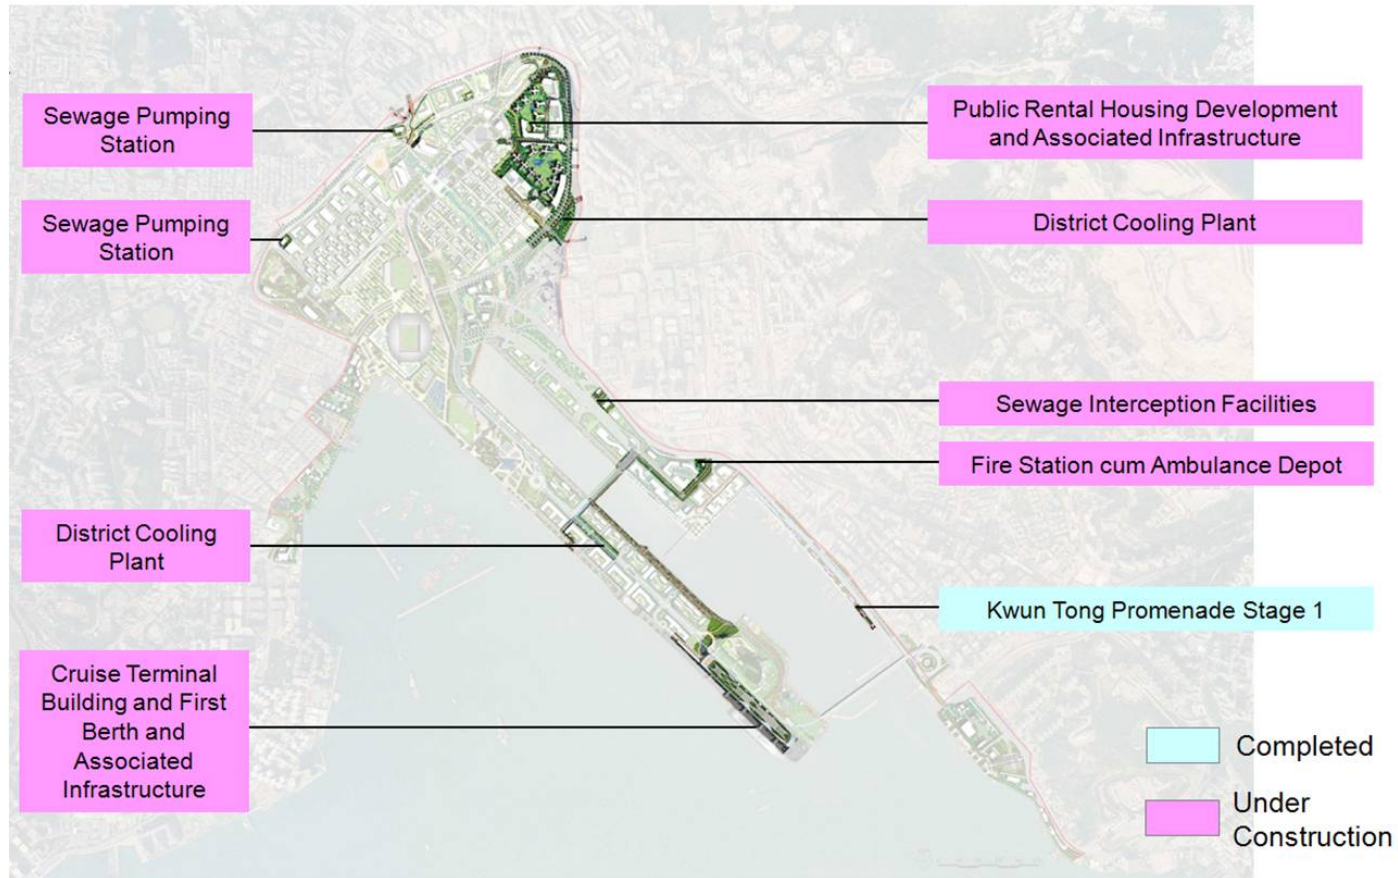 Sewage Pumping
Station
Sewage Pumping
Station
District Cooling
Plant
Cruise Terminal
Building and First
Berth and
Associated
Infrastructure
Public Rental Housing Development
and Associated Infrastructure
District Cooling Plant
Sewage Interception Facilities
Fire Station cum Ambulance Depot
Kwun Tong Promenade Stage 1
Completed
Under
Construction